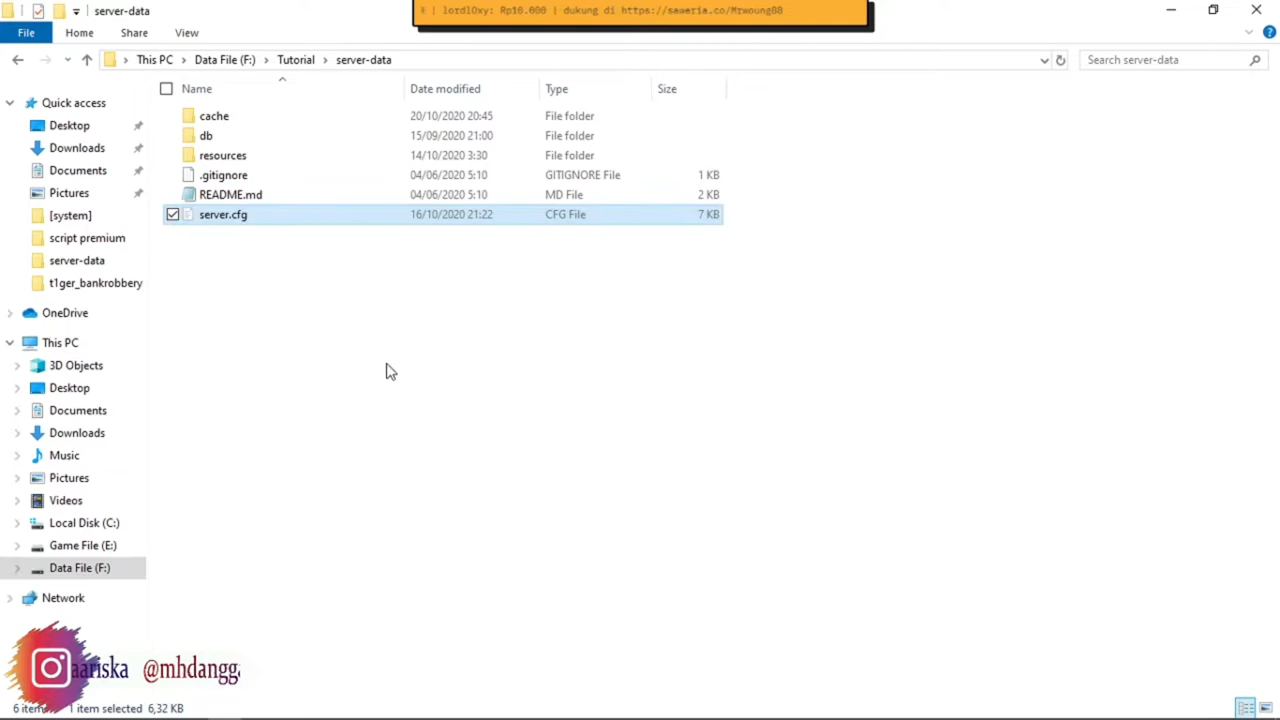 server-data
lordl0xy: Rp10.000 | dukung di https://saweria.co/Mrwoung88
File Home Share View
This PC Data File (F:) Tutorial server-data
Search server-data
Name Date modified Type Size
cache 20/10/2020 20:45 File folder
db 15/09/2020 21:00 File folder
resources 14/10/2020 3:30 File folder
.gitignore 04/06/2020 5:10 GITIGNORE File 1 KB
README.md 04/06/2020 5:10 MD File 2 KB
server.cfg 16/10/2020 21:22 CFG File 7 KB
Quick access
Desktop
Downloads
Documents
Pictures
[system]
script premium
server-data
t1ger_bankrobbery
OneDrive
This PC
3D Objects
Desktop
Documents
Downloads
Music
Pictures
Videos
Local Disk (C:)
Game File (E:)
Data File (F:)
Network
aariska @mhdangga
6 items 1 item selected 6,32 KB